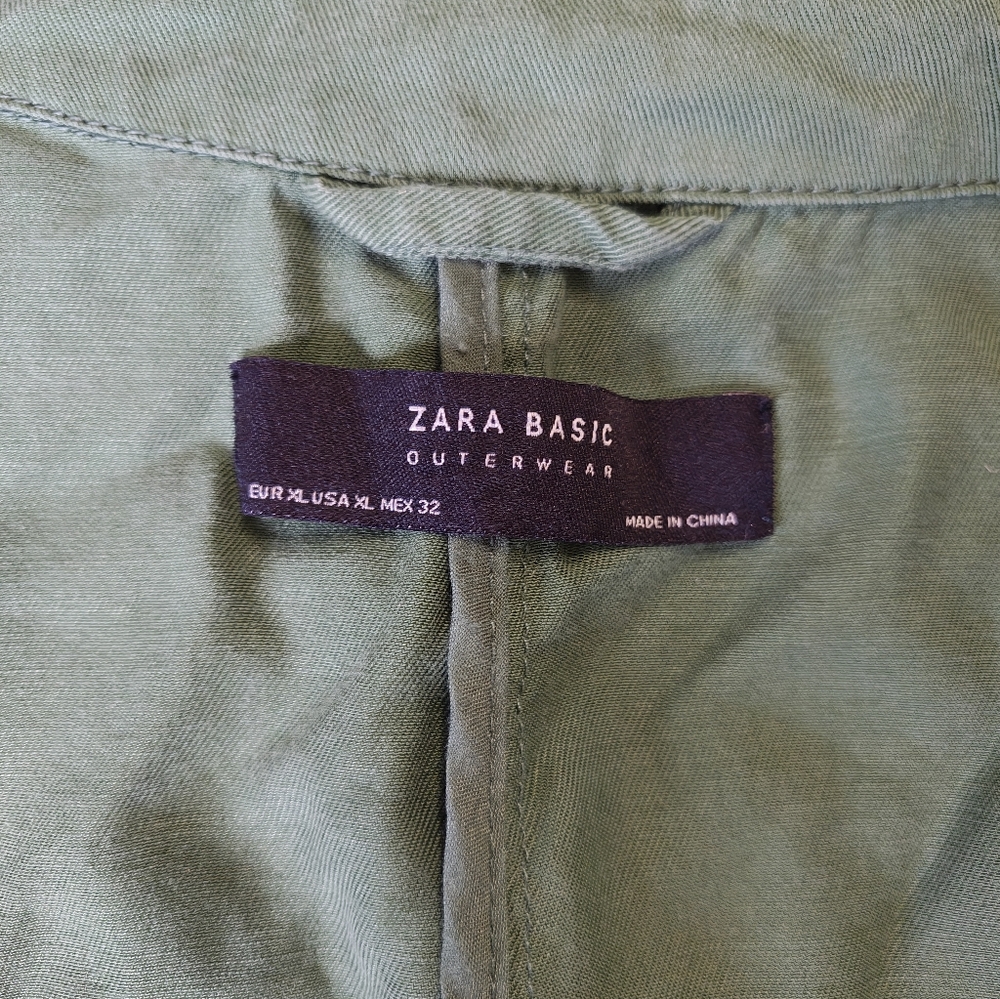 ZARA BASIC
OUTERWEAR
EUR XL USA XL MEX 32
MADE IN CHINA